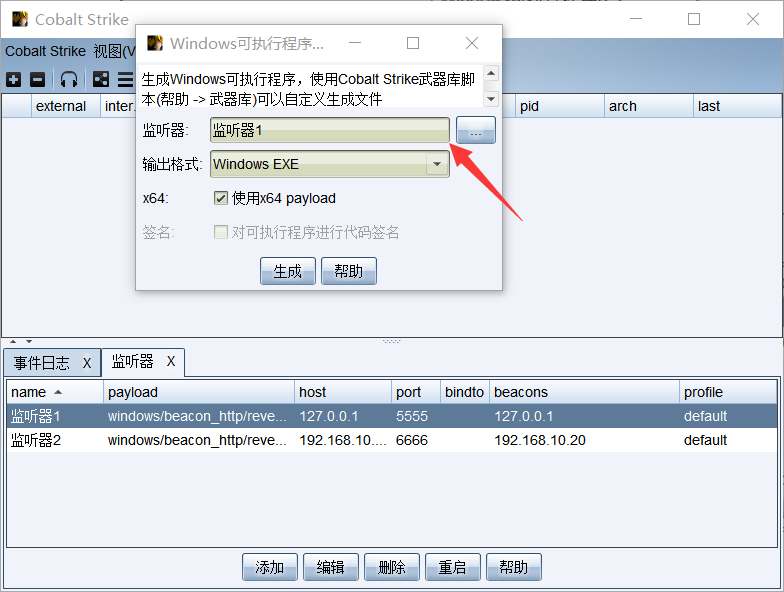 Cobalt Strike
Windows可执行程序...
Cobalt Strike 视图(V
生成Windows可执行程序，使用Cobalt Strike武器库脚
本(帮助 -> 武器库)可以自定义生成文件
external inter. pid arch last
监听器: 监听器1 ...
输出格式: Windows EXE
x64: 使用x64 payload
签名: 对可执行程序进行代码签名
生成 帮助
事件日志 X 监听器 X
name payload host port bindto beacons profile
监听器1 windows/beacon_http/reve... 127.0.0.1 5555 127.0.0.1 default
监听器2 windows/beacon_http/reve... 192.168.10.... 6666 192.168.10.20 default
添加 编辑 删除 重启 帮助